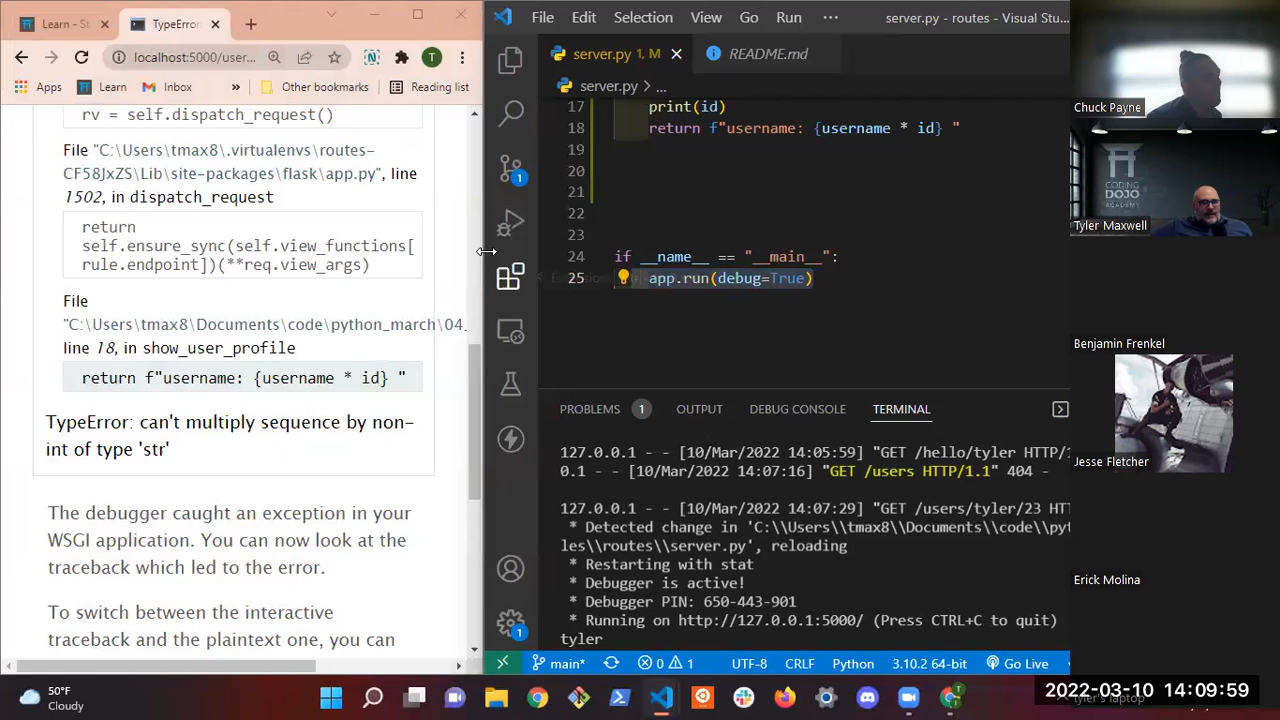 Learn - St
TypeError
localhost:5000/user...
T
Apps
Learn
Inbox
Other bookmarks
Reading list
rv = self.dispatch_request()
File "C:\Users\tmax8\.virtualenvs\routes-
CF58JxZS\Lib\site-packages\flask\app.py", line
1502, in dispatch_request
return
self.ensure_sync(self.view_functions[
rule.endpoint])(**req.view_args)
File
"C:\Users\tmax8\Documents\code\python_march\04_
line 18, in show_user_profile
return f"username: {username * id} "
TypeError: can't multiply sequence by non-
int of type 'str'
The debugger caught an exception in your
WSGI application. You can now look at the
traceback which led to the error.
To switch between the interactive
traceback and the plaintext one, you can
File Edit Selection View Go Run ···
server.py - routes - Visual Stu...
server.py 1, M
README.md
server.py > ...
17 print(id)
18 return f"username: {username * id} "
19
20
21
22
23
24 if __name__ == "__main__":
25 app.run(debug=True)
PROBLEMS 1 OUTPUT DEBUG CONSOLE TERMINAL
127.0.0.1 - - [10/Mar/2022 14:05:59] "GET /hello/tyler HTTP/1
0.1 - - [10/Mar/2022 14:07:16] "GET /users HTTP/1.1" 404 -
127.0.0.1 - - [10/Mar/2022 14:07:29] "GET /users/tyler/23 HT
* Detected change in 'C:\\Users\\tmax8\\Documents\\code\\pyt
les\\routes\\server.py', reloading
* Restarting with stat
* Debugger is active!
* Debugger PIN: 650-443-901
* Running on http://127.0.0.1:5000/ (Press CTRL+C to quit)
tyler
1
1
main* 0 1 UTF-8 CRLF Python 3.10.2 64-bit Go Live
50°F
Cloudy
Chuck Payne
CODING
DOJO
ACADEMY
Tyler Maxwell
Benjamin Frenkel
Jesse Fletcher
Erick Molina
2022-03-10 14:09:59
tyler's laptop